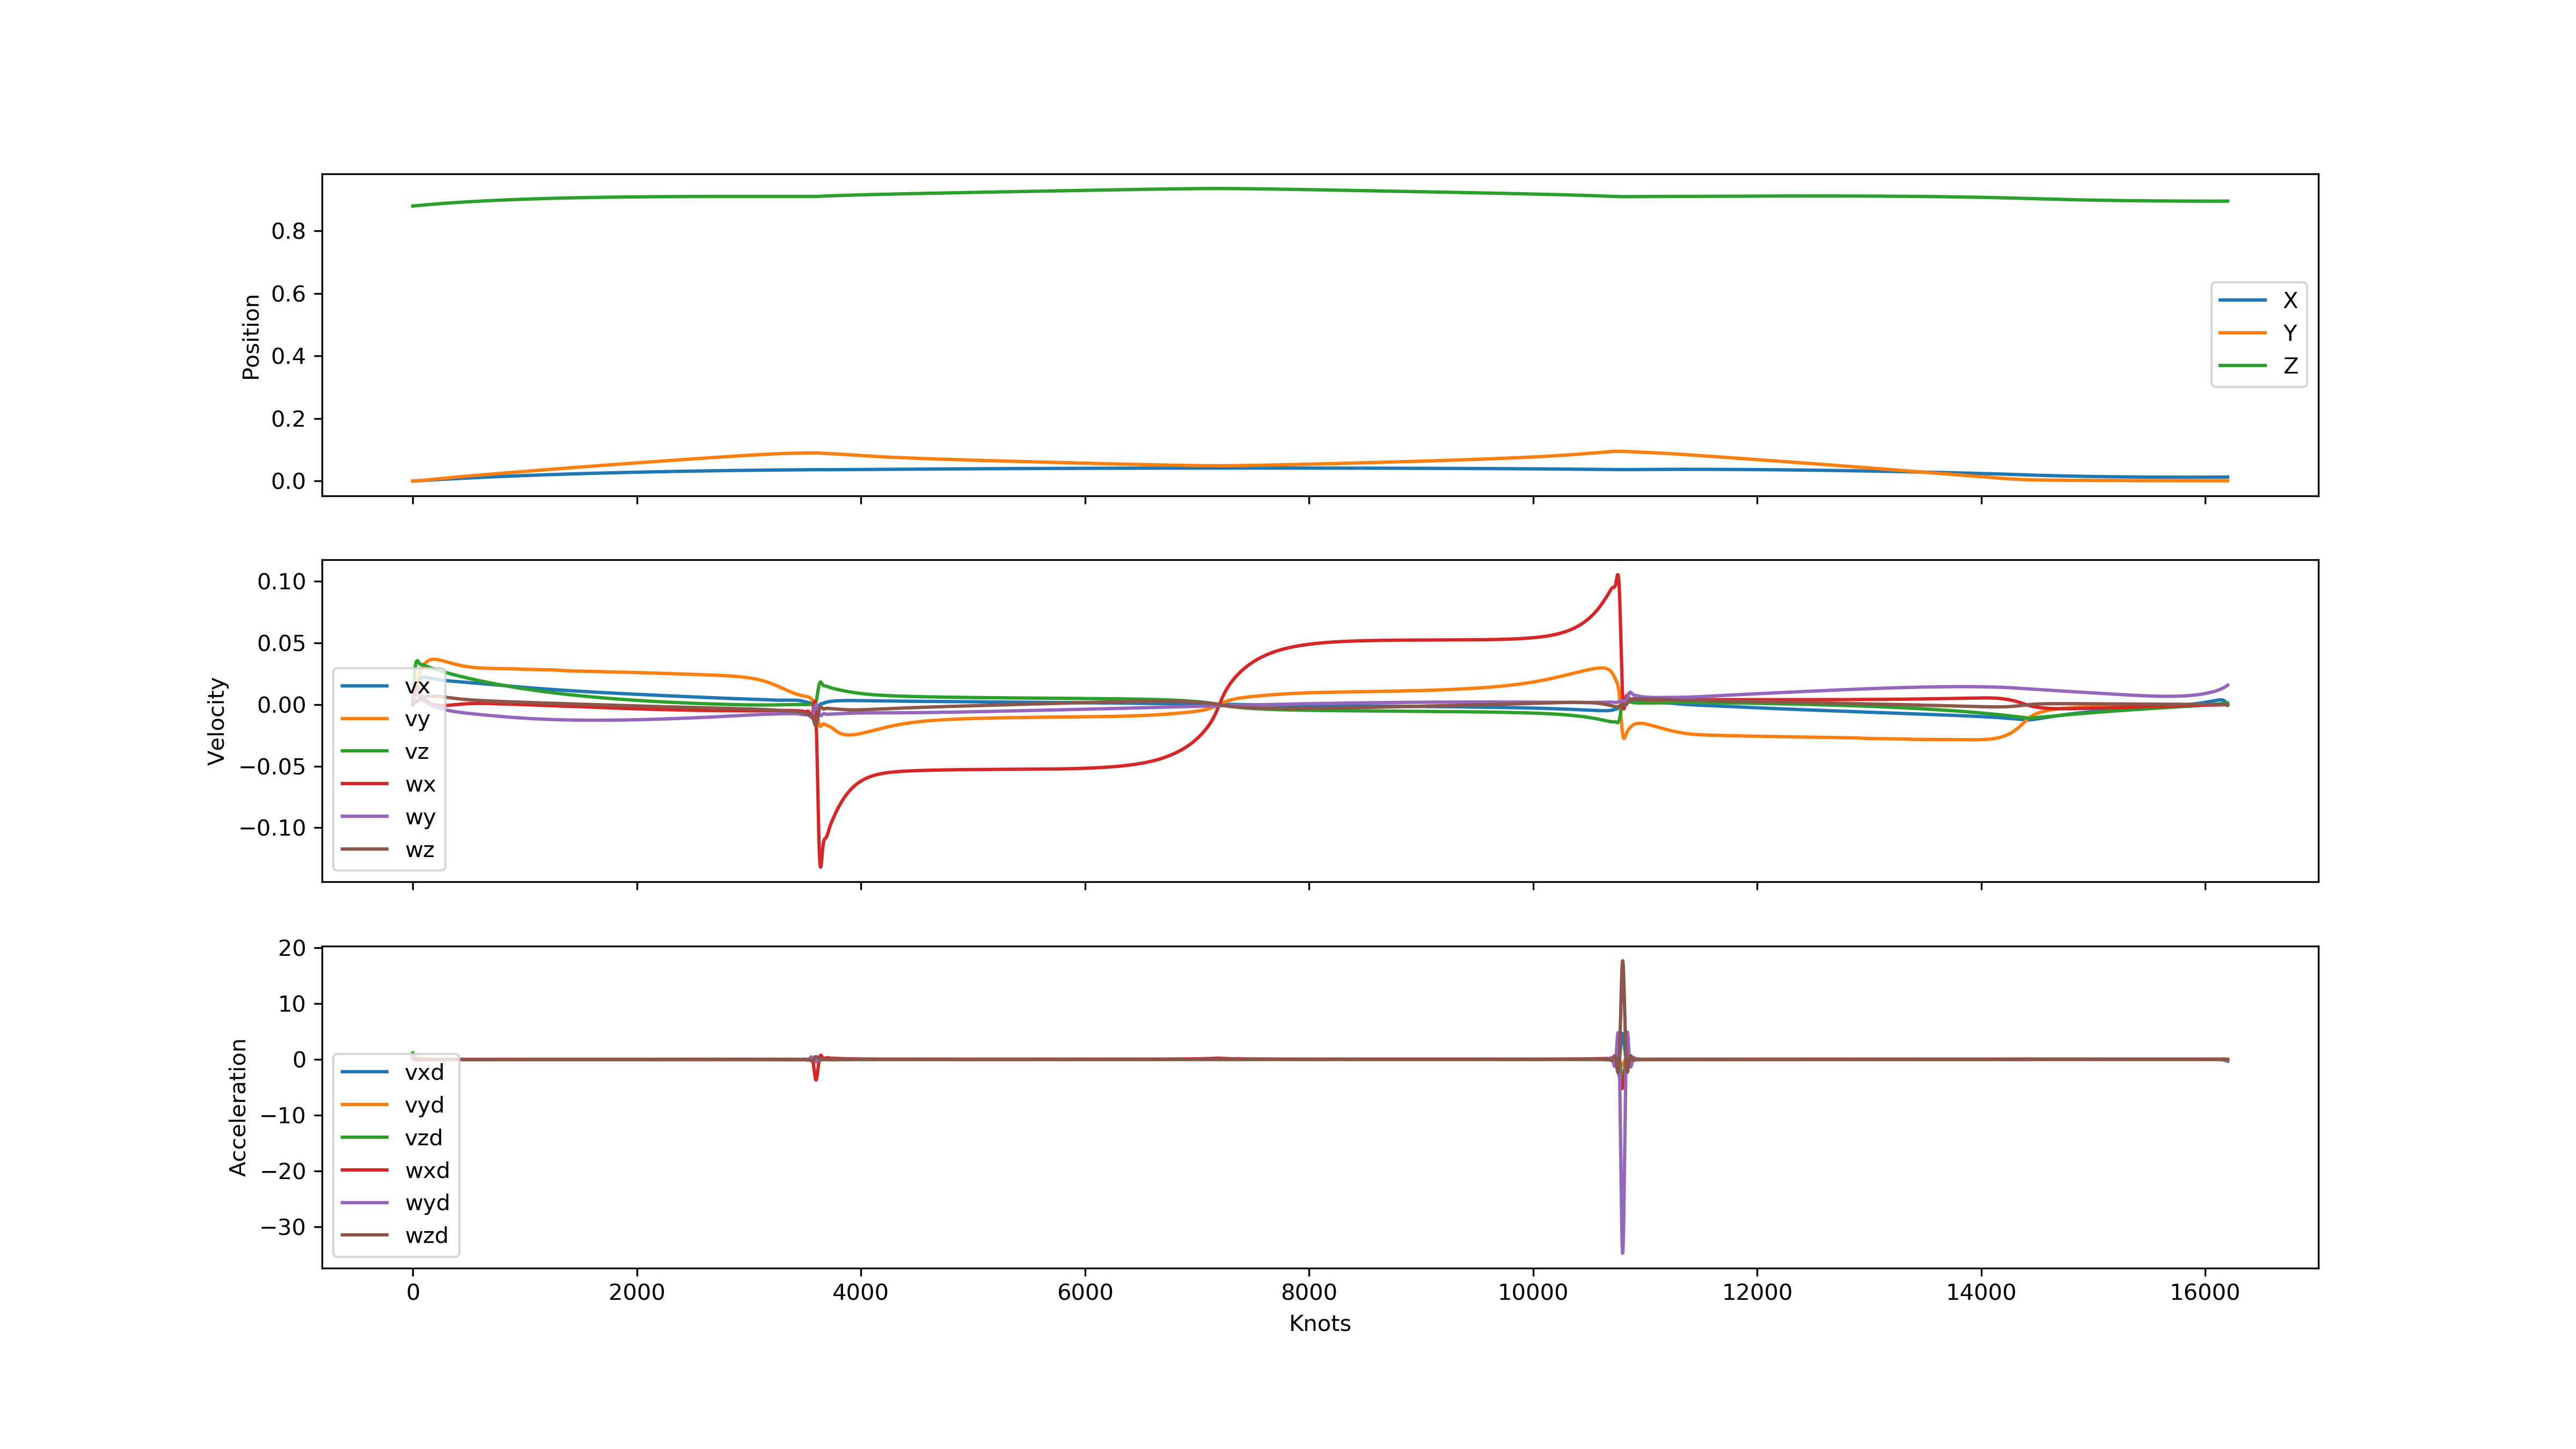 0.8
0.6
0.4
0.2
0.0
Position
X
Y
Z
0.10
0.05
0.00
−0.05
−0.10
Velocity
vx
vy
vz
wx
wy
wz
20
10
0
−10
−20
−30
Acceleration
vxd
vyd
vzd
wxd
wyd
wzd
0 2000 4000 6000 8000 10000 12000 14000 16000
Knots